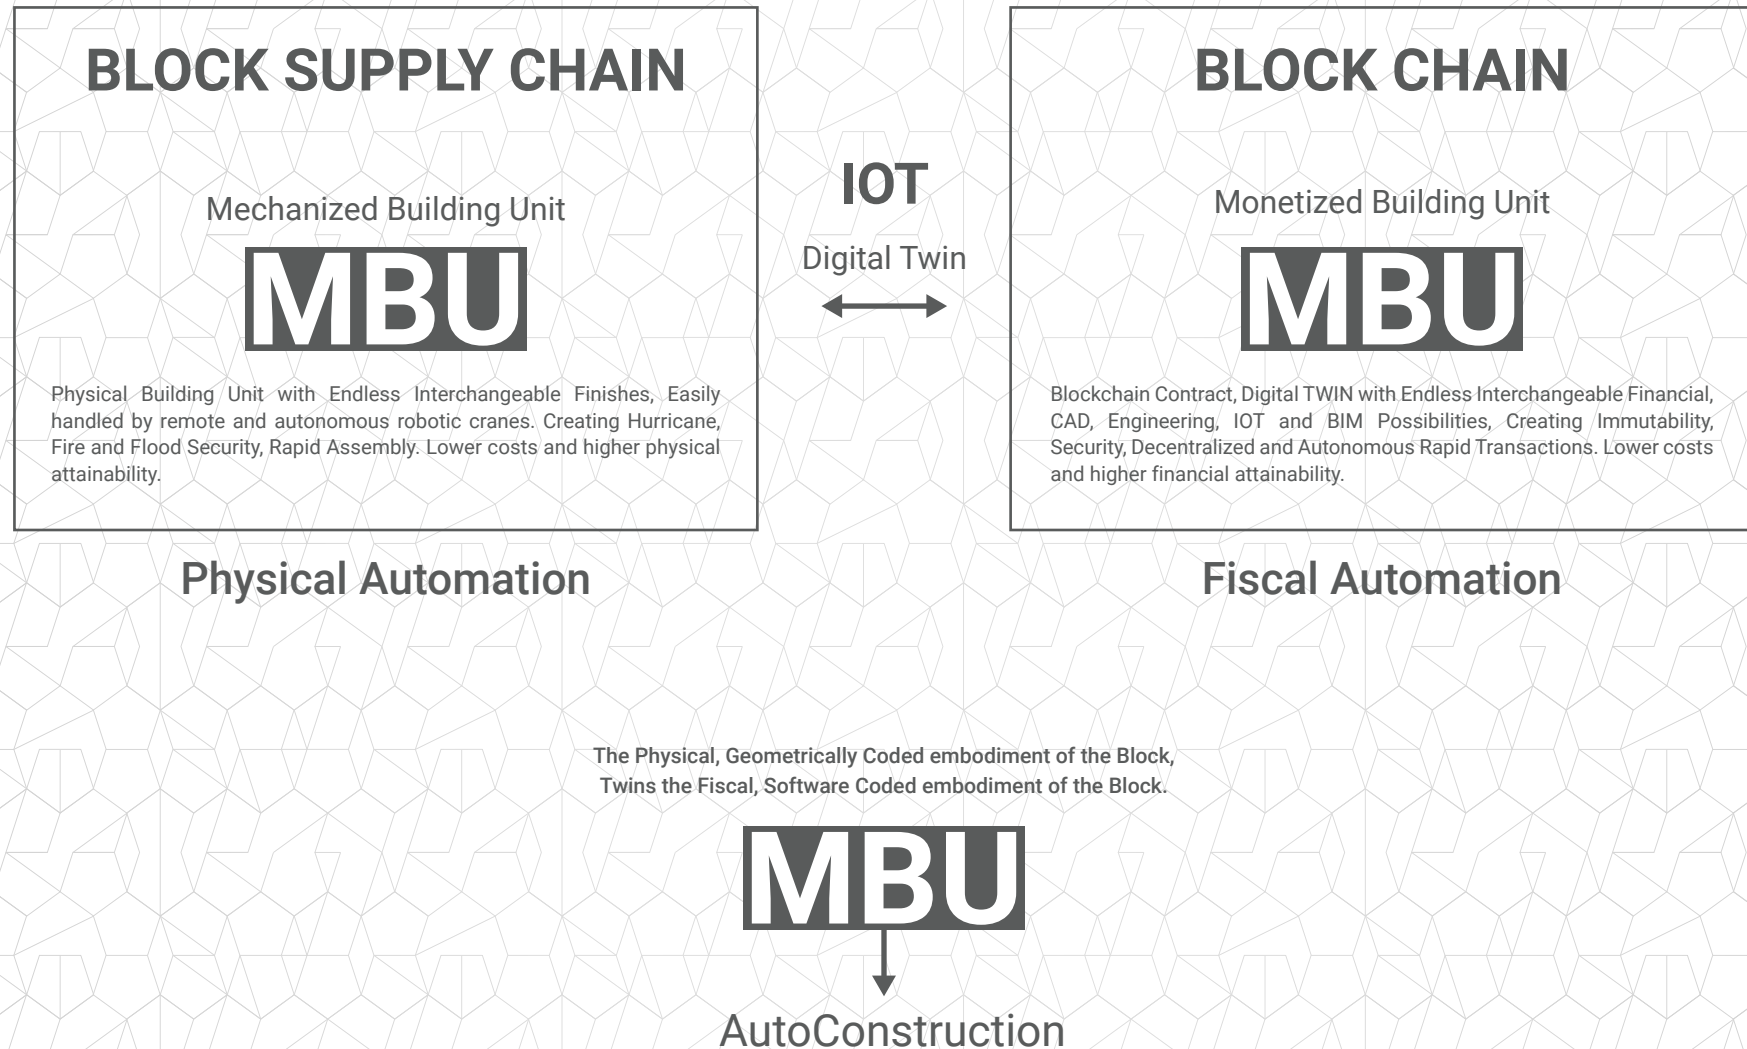 BLOCK SUPPLY CHAIN
Mechanized Building Unit
MBU
Physical Building Unit with Endless Interchangeable Finishes, Easily
handled by remote and autonomous robotic cranes. Creating Hurricane,
Fire and Flood Security, Rapid Assembly. Lower costs and higher physical
attainability.
Physical Automation
IOT
Digital Twin
BLOCK CHAIN
Monetized Building Unit
MBU
Blockchain Contract, Digital TWIN with Endless Interchangeable Financial,
CAD, Engineering, IOT and BIM Possibilities, Creating Immutability,
Security, Decentralized and Autonomous Rapid Transactions. Lower costs
and higher financial attainability.
Fiscal Automation
The Physical, Geometrically Coded embodiment of the Block,
Twins the Fiscal, Software Coded embodiment of the Block.
MBU
AutoConstruction